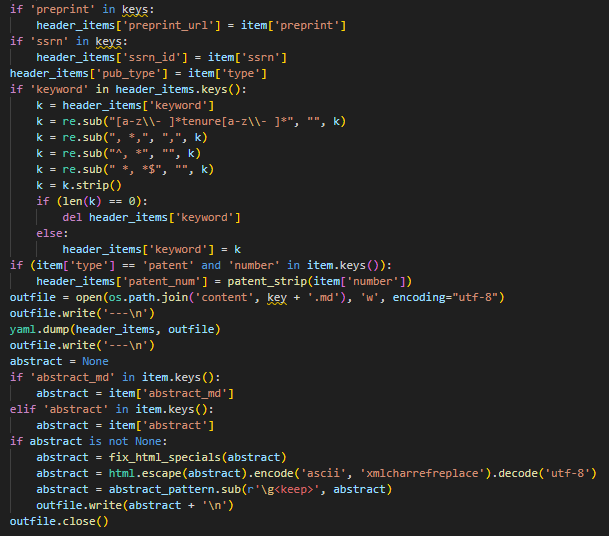 if 'preprint' in keys:
    header_items['preprint_url'] = item['preprint']
if 'ssrn' in keys:
    header_items['ssrn_id'] = item['ssrn']
header_items['pub_type'] = item['type']
if 'keyword' in header_items.keys():
    k = header_items['keyword']
    k = re.sub("[a-z\\- ]*tenure[a-z\\- ]*", "", k)
    k = re.sub(", *,", ",", k)
    k = re.sub("^, *", "", k)
    k = re.sub(" *, *$", "", k)
    k = k.strip()
    if (len(k) == 0):
        del header_items['keyword']
    else:
        header_items['keyword'] = k
if (item['type'] == 'patent' and 'number' in item.keys()):
    header_items['patent_num'] = patent_strip(item['number'])
outfile = open(os.path.join('content', key + '.md'), 'w', encoding="utf-8")
outfile.write('---\n')
yaml.dump(header_items, outfile)
outfile.write('---\n')
abstract = None
if 'abstract_md' in item.keys():
    abstract = item['abstract_md']
elif 'abstract' in item.keys():
    abstract = item['abstract']
if abstract is not None:
    abstract = fix_html_specials(abstract)
    abstract = html.escape(abstract).encode('ascii', 'xmlcharrefreplace').decode('utf-8')
    abstract = abstract_pattern.sub(r'\g<keep>', abstract)
    outfile.write(abstract + '\n')
outfile.close()